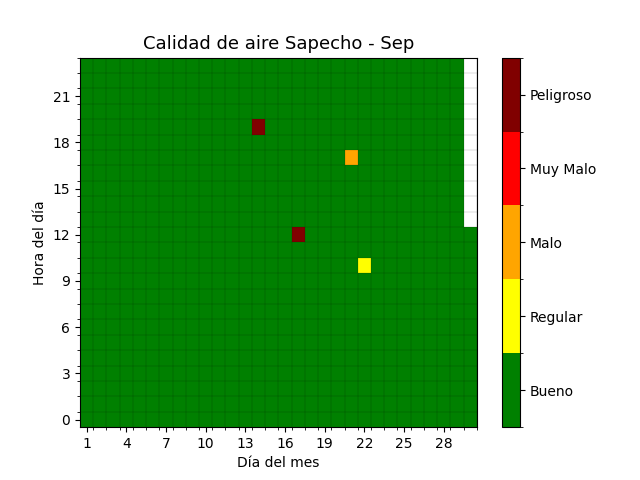 Calidad de aire Sapecho - Sep
Hora del día
21
18
15
12
9
6
3
0
1 4 7 10 13 16 19 22 25 28
Día del mes
Peligroso
Muy Malo
Malo
Regular
Bueno